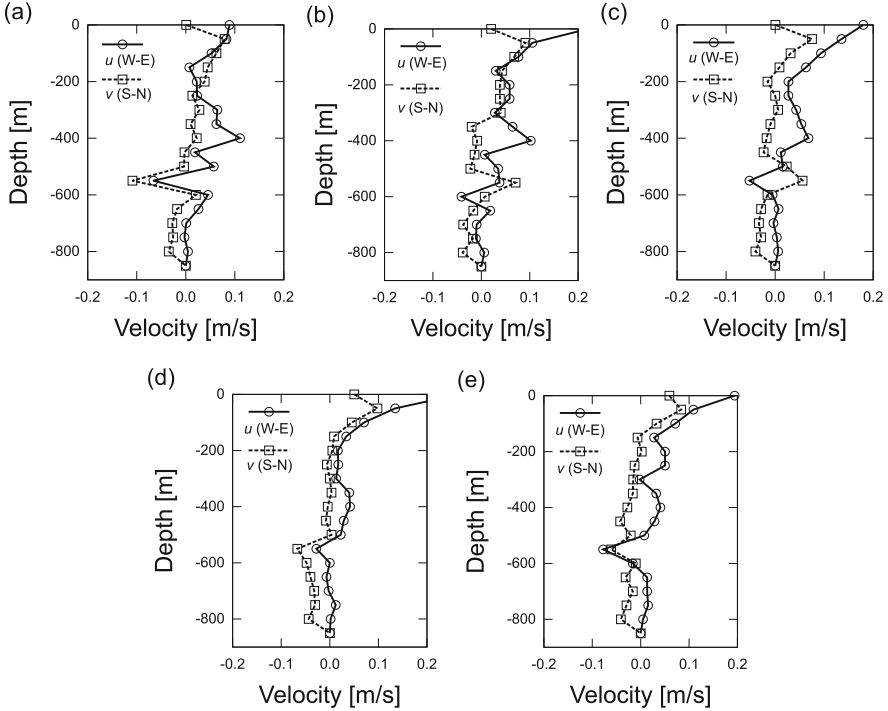 (a)
0
-200
-400
-600
-800
Depth [m]
u (W-E)
v (S-N)
-0.2 -0.1 0.0 0.1 0.2
Velocity [m/s]
(b)
0
-200
-400
-600
-800
Depth [m]
u (W-E)
v (S-N)
-0.2 -0.1 0.0 0.1 0.2
Velocity [m/s]
(c)
0
-200
-400
-600
-800
Depth [m]
u (W-E)
v (S-N)
-0.2 -0.1 0.0 0.1 0.2
Velocity [m/s]
(d)
0
-200
-400
-600
-800
Depth [m]
u (W-E)
v (S-N)
-0.2 -0.1 0.0 0.1 0.2
Velocity [m/s]
(e)
0
-200
-400
-600
-800
Depth [m]
u (W-E)
v (S-N)
-0.2 -0.1 0.0 0.1 0.2
Velocity [m/s]